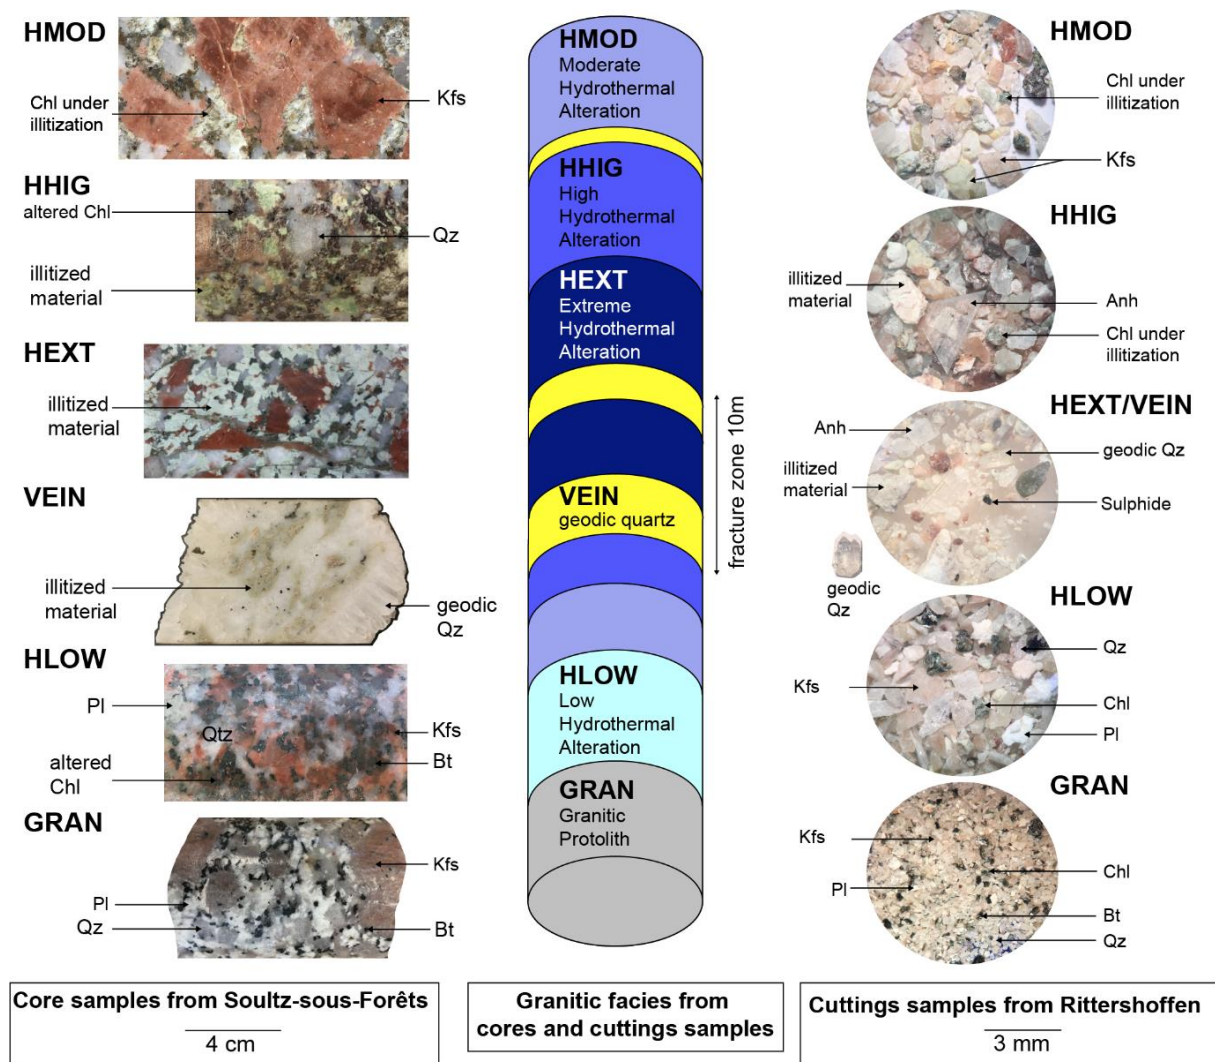 HMOD
Chl under
illitization
Kfs
HHIG
altered Chl
Qz
illitized
material
HEXT
illitized
material
VEIN
illitized
material
geodic
Qz
HLOW
Pl
Qtz
Kfs
Bt
altered
Chl
GRAN
Kfs
Pl
Qz
Bt
Core samples from Soultz-sous-Forêts
4 cm
HMOD
Moderate
Hydrothermal
Alteration
HHIG
High
Hydrothermal
Alteration
HEXT
Extreme
Hydrothermal
Alteration
VEIN
geodic quartz
fracture zone 10m
HLOW
Low
Hydrothermal
Alteration
GRAN
Granitic
Protolith
Granitic facies from
cores and cuttings samples
HMOD
Chl under
illitization
Kfs
HHIG
illitized
material
Anh
Chl under
illitization
HEXT/VEIN
Anh
geodic Qz
illitized
material
Sulphide
geodic
Qz
HLOW
Qz
Kfs
Chl
Pl
GRAN
Kfs
Chl
Pl
Bt
Qz
Cuttings samples from Rittershoffen
3 mm